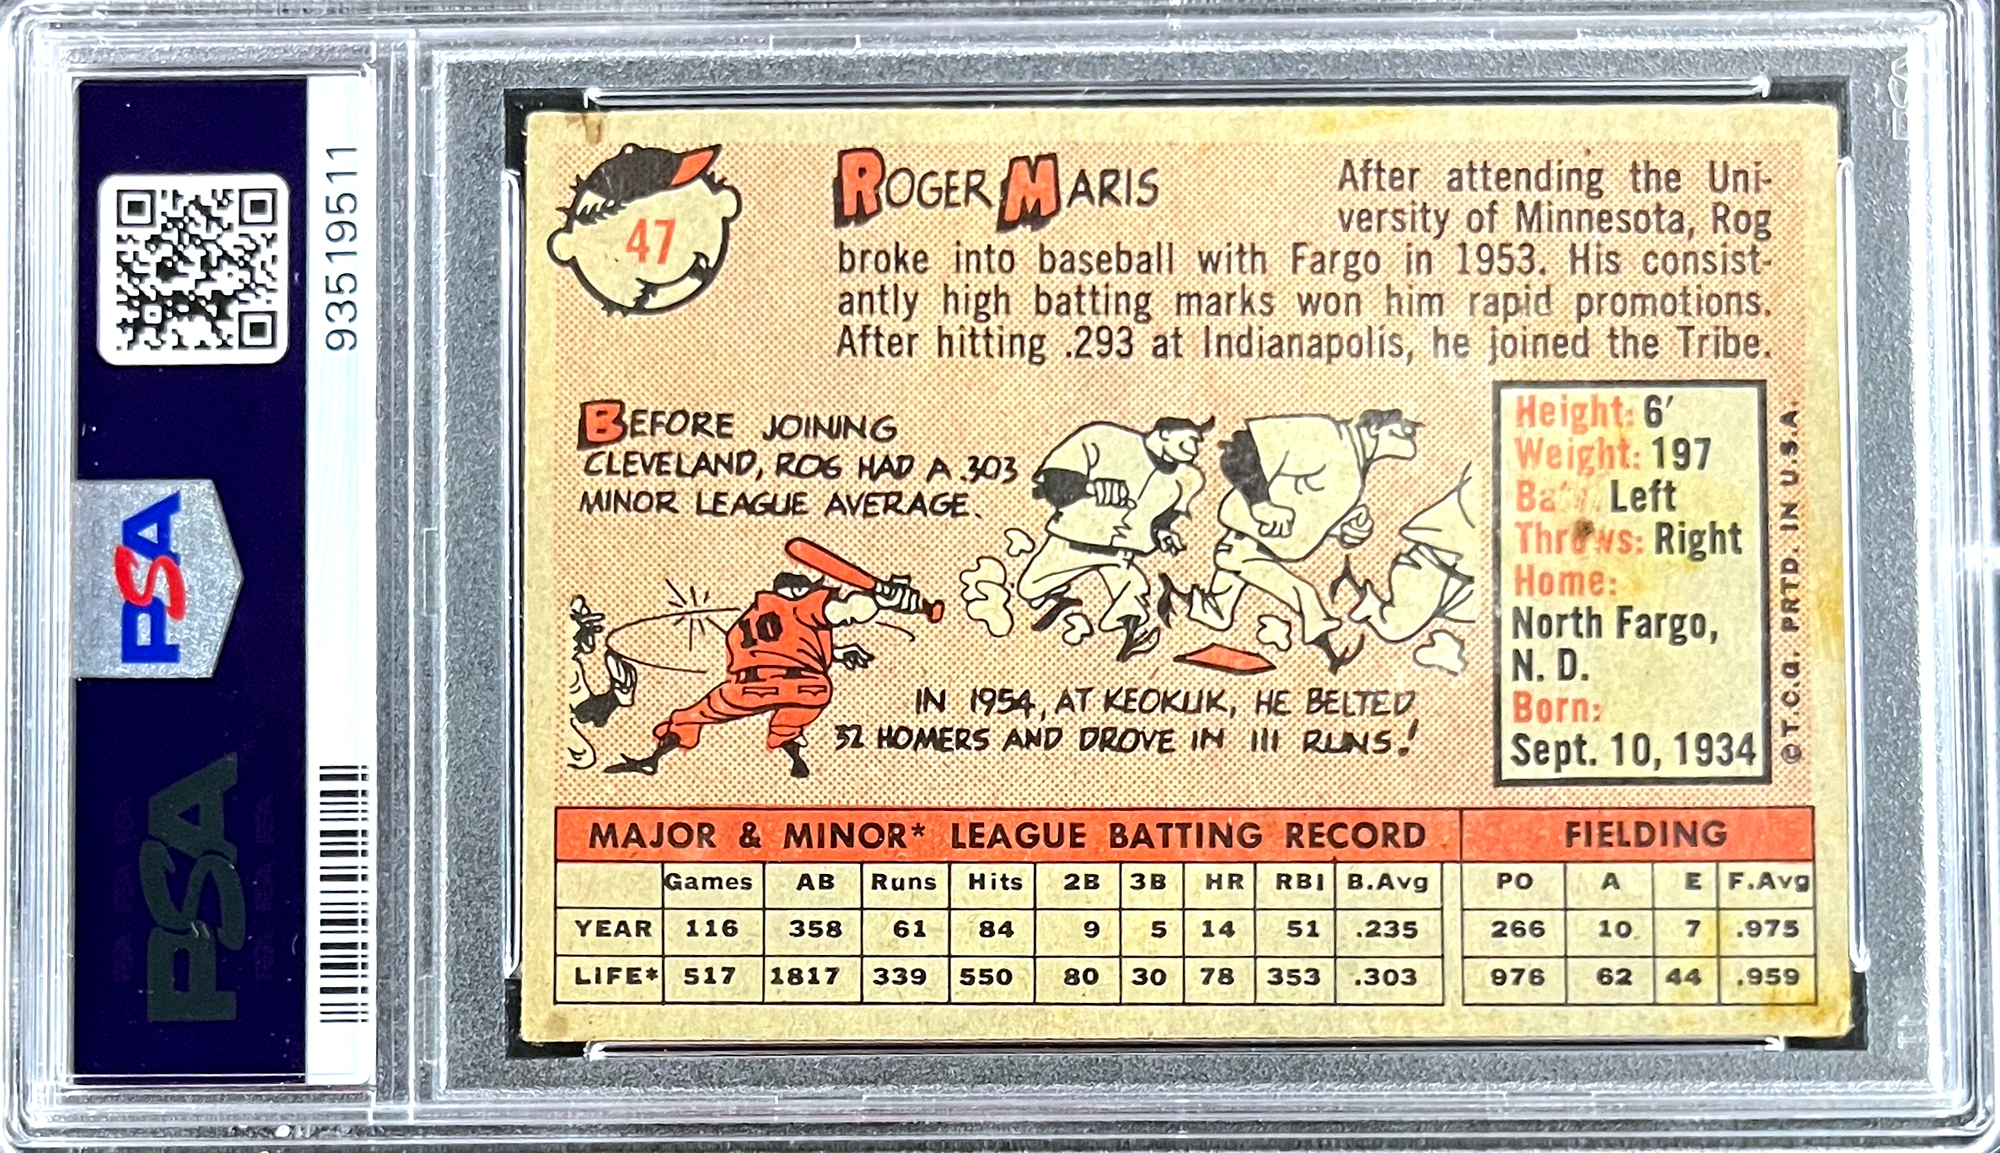 93519511
PSA
PSA
47
ROGER MARIS
After attending the Uni-
versity of Minnesota, Rog
broke into baseball with Fargo in 1953. His consist-
antly high batting marks won him rapid promotions.
After hitting .293 at Indianapolis, he joined the Tribe.
BEFORE JOINING
CLEVELAND, ROG HAD A .303
MINOR LEAGUE AVERAGE.
10
IN 1954, AT KEOKUK, HE BELTED
32 HOMERS AND DROVE IN 111 RUNS!
Height: 6′
Weight: 197
Left
Throws: Right
Home:
North Fargo,
N. D.
Born:
Sept. 10, 1934
© T.C.G. PRTD. IN U.S.A.
MAJOR & MINOR* LEAGUE BATTING RECORD FIELDING
Games AB Runs Hits 2B 3B HR RBI B.Avg PO A E F.Avg
YEAR 116 358 61 84 9 5 14 51 .235 266 10 7 .975
LIFE* 517 1817 339 550 80 30 78 353 .303 976 62 44 .959
PSA